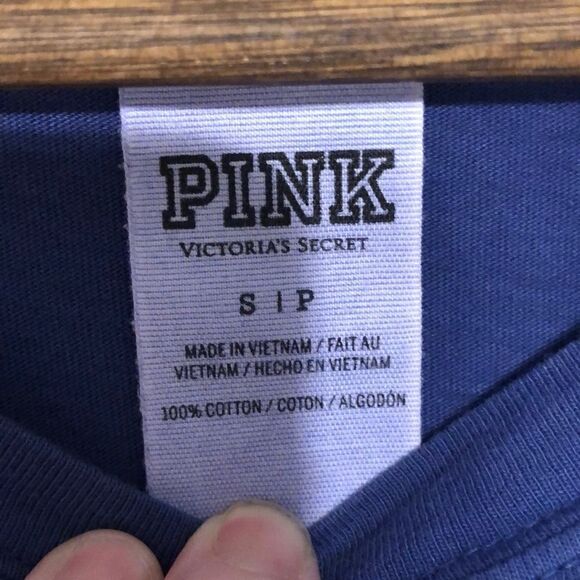 PINK
VICTORIA'S SECRET
S | P
MADE IN VIETNAM / FAIT AU
VIETNAM / HECHO EN VIETNAM
100% COTTON / COTON / ALGODÓN